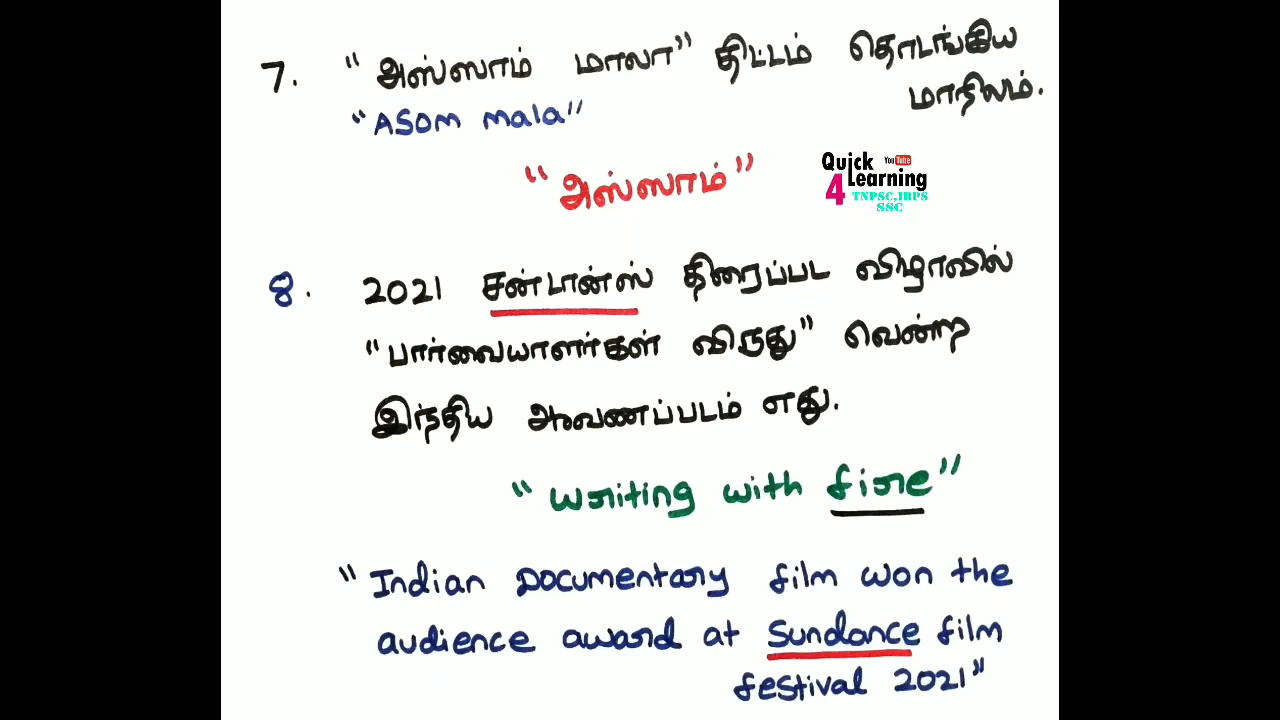 7. "அஸ்ஸாம் மாலா" திட்டம் தொடங்கிய
மாநிலம்.
"ASOM mala"
"அஸ்ஸாம்"
Quick YouTube
4 Learning
TNPSC,IBPS
SSC
8. 2021 சன்டான்ஸ் திரைப்பட விழாவில்
"பார்வையாளர்கள் விருது" வென்ற
இந்திய ஆவணப்படம் எது.
"Writing with fire"
"Indian Documentary film won the
audience award at Sundance film
festival 2021"